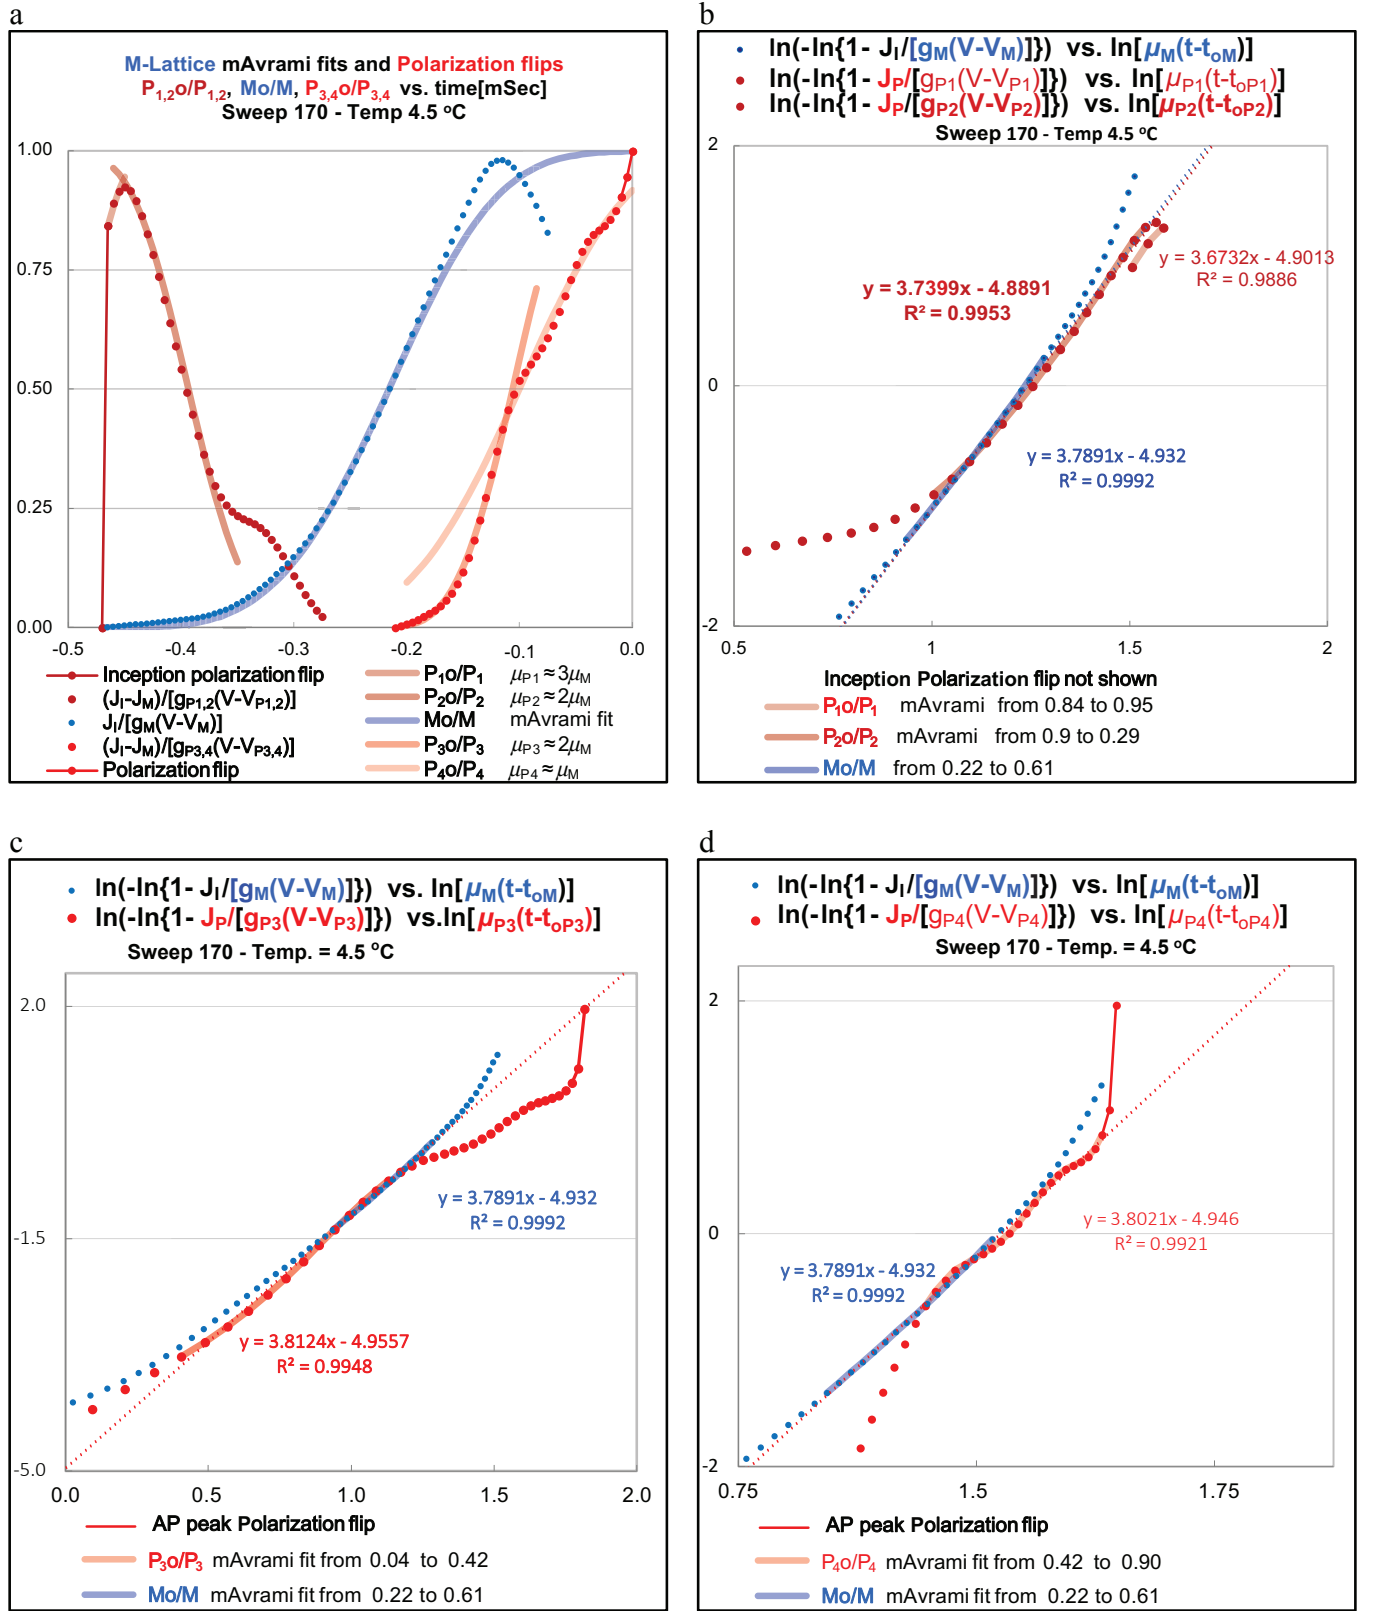 a
M-Lattice mAvrami fits and Polarization flips
P1,2o/P1,2, Mo/M, P3,4o/P3,4 vs. time[mSec]
Sweep 170 - Temp 4.5 ºC
1.00
0.75
0.50
0.25
0.00
-0.5
-0.4
-0.3
-0.2
-0.1
0.0
Inception polarization flip
(JI-JM)/[gP1,2(V-VP1,2)]
JI/[gM(V-VM)]
(JI-JM)/[gP3,4(V-VP3,4)]
Polarization flip
P1o/P1 μP1 ≈ 3μM
P2o/P2 μP2 ≈ 2μM
Mo/M mAvrami fit
P3o/P3 μP3 ≈ 2μM
P4o/P4 μP4 ≈ μM
b
ln(-ln{1- JI/[gM(V-VM)]}) vs. ln[μM(t-toM)]
ln(-ln{1- JP/[gP1(V-VP1)]}) vs. ln[μP1(t-toP1)]
ln(-ln{1- JP/[gP2(V-VP2)]}) vs. ln[μP2(t-toP2)]
Sweep 170 - Temp 4.5 ºC
2
0
-2
y = 3.6732x - 4.9013
R² = 0.9886
y = 3.7399x - 4.8891
R² = 0.9953
y = 3.7891x - 4.932
R² = 0.9992
0.5
1
1.5
2
Inception Polarization flip not shown
P1o/P1 mAvrami from 0.84 to 0.95
P2o/P2 mAvrami from 0.9 to 0.29
Mo/M from 0.22 to 0.61
c
ln(-ln{1- JI/[gM(V-VM)]}) vs. ln[μM(t-toM)]
ln(-ln{1- JP/[gP3(V-VP3)]}) vs.ln[μP3(t-toP3)]
Sweep 170 - Temp. = 4.5 ºC
2.0
-1.5
-5.0
y = 3.7891x - 4.932
R² = 0.9992
y = 3.8124x - 4.9557
R² = 0.9948
0.0
0.5
1.0
1.5
2.0
AP peak Polarization flip
P3o/P3 mAvrami fit from 0.04 to 0.42
Mo/M mAvrami fit from 0.22 to 0.61
d
ln(-ln{1- JI/[gM(V-VM)]}) vs. ln[μM(t-toM)]
ln(-ln{1- JP/[gP4(V-VP4)]}) vs. ln[μP4(t-toP4)]
Sweep 170 - Temp. = 4.5 ºC
2
0
-2
y = 3.8021x - 4.946
R² = 0.9921
y = 3.7891x - 4.932
R² = 0.9992
0.75
1.5
1.75
AP peak Polarization flip
P4o/P4 mAvrami fit from 0.42 to 0.90
Mo/M mAvrami fit from 0.22 to 0.61